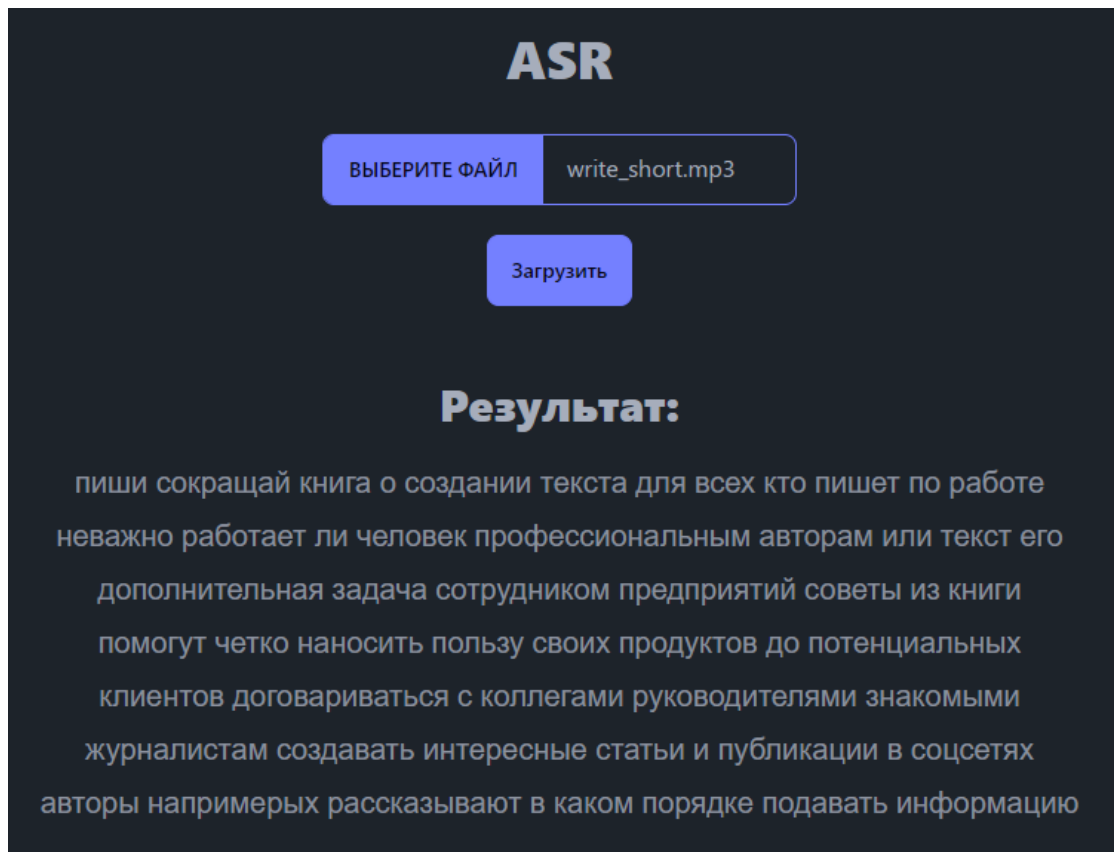 ASR
ВЫБЕРИТЕ ФАЙЛ write_short.mp3
Загрузить
Результат:
пиши сокращай книга о создании текста для всех кто пишет по работе
неважно работает ли человек профессиональным авторам или текст его
дополнительная задача сотрудником предприятий советы из книги
помогут четко наносить пользу своих продуктов до потенциальных
клиентов договариваться с коллегами руководителями знакомыми
журналистам создавать интересные статьи и публикации в соцсетях
авторы напримерых рассказывают в каком порядке подавать информацию